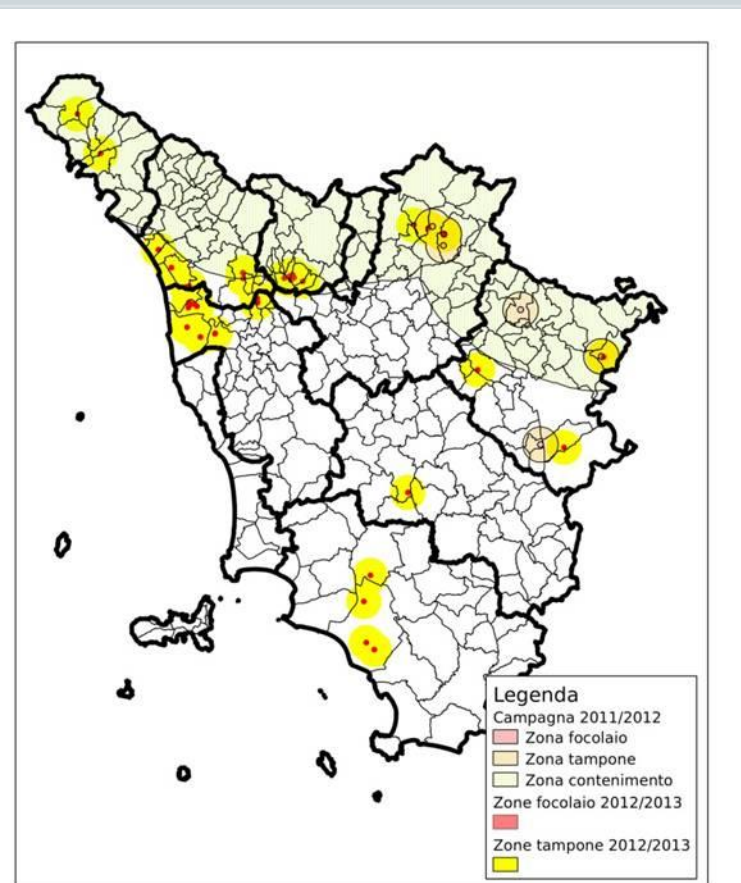 Legenda
Campagna 2011/2012
Zona focolaio
Zona tampone
Zona contenimento
Zone focolaio 2012/2013
Zone tampone 2012/2013